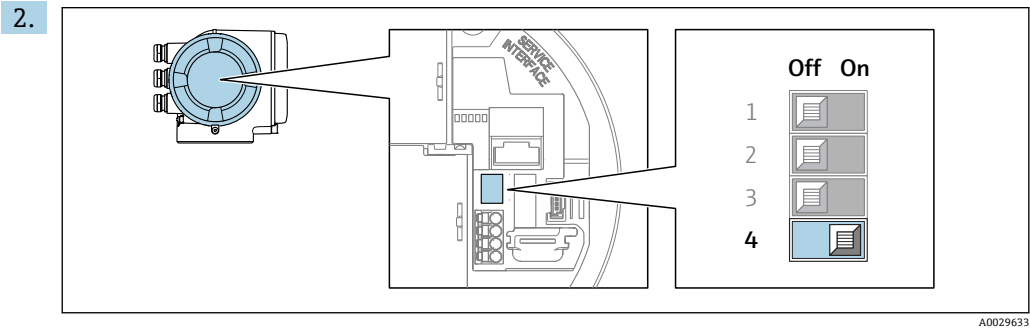 2.
SERVICE
INTERFACE
Off On
1
2
3
4
A0029633